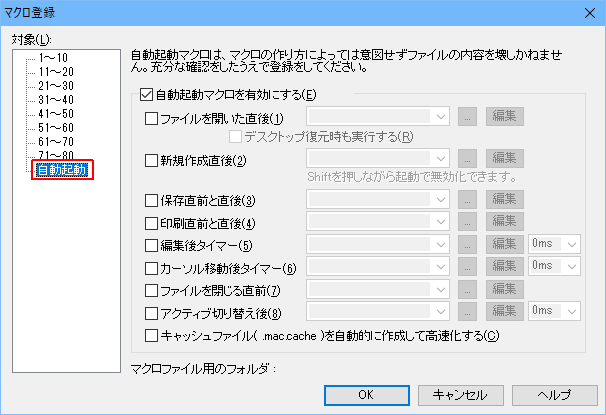 マクロ登録
対象(L):
1～10
11～20
21～30
31～40
41～50
51～60
61～70
71～80
自動起動
自動起動マクロは、マクロの作り方によっては意図せずファイルの内容を壊しかねませ
ん。充分な確認をしたうえで登録をしてください。
自動起動マクロを有効にする(E)
ファイルを開いた直後(1) ... 編集
デスクトップ復元時も実行する(R)
新規作成直後(2) ... 編集
Shiftを押しながら起動で無効化できます。
保存直前と直後(3) ... 編集
印刷直前と直後(4) ... 編集
編集後タイマー(5) ... 編集 0ms
カーソル移動後タイマー(6) ... 編集 0ms
ファイルを閉じる直前(7) ... 編集
アクティブ切り替え後(8) ... 編集 0ms
キャッシュファイル( .mac.cache )を自動的に作成して高速化する(C)
マクロファイル用のフォルダ：
OK キャンセル ヘルプ